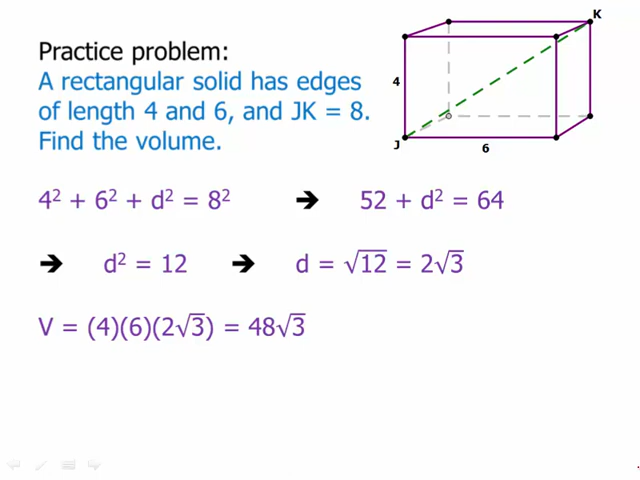 Practice problem:
A rectangular solid has edges
of length 4 and 6, and JK = 8.
Find the volume.
K
4
J
6
4² + 6² + d² = 8² ➔ 52 + d² = 64
➔ d² = 12 ➔ d = √12 = 2√3
V = (4)(6)(2√3) = 48√3